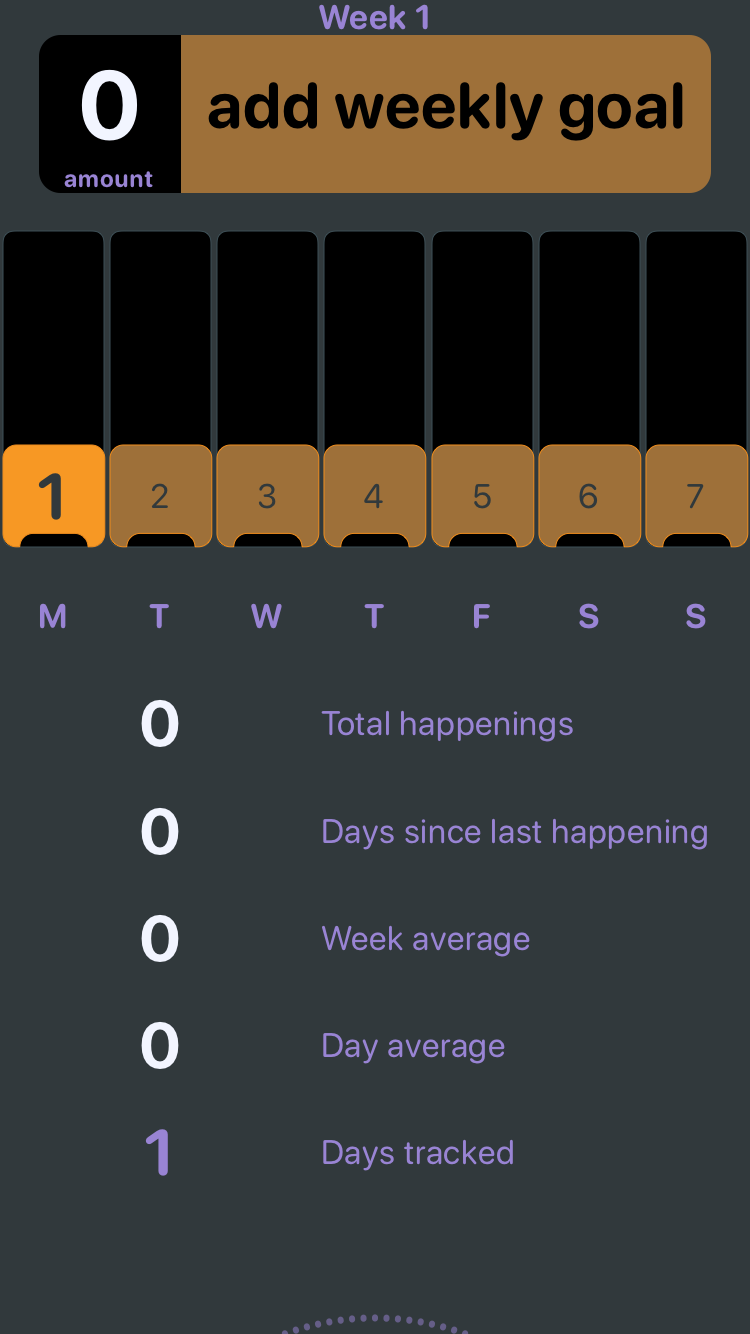 Week 1
0 add weekly goal
amount
1 2 3 4 5 6 7
M T W T F S S
0 Total happenings
0 Days since last happening
0 Week average
0 Day average
1 Days tracked